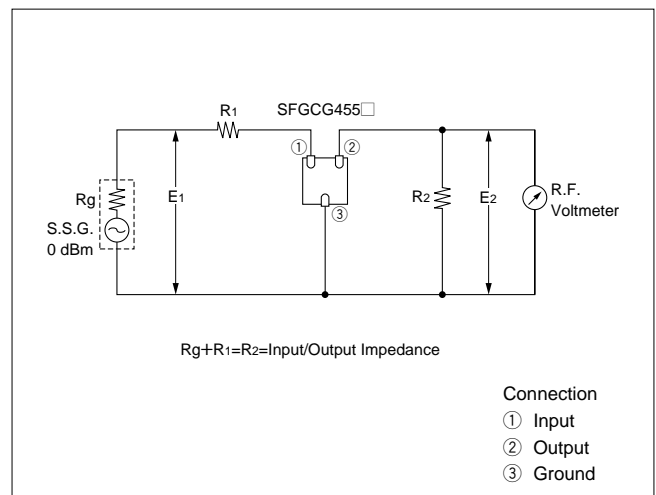 R1 SFGCG455□
① ②
Rg E1 R2 E2 R.F.
Voltmeter
S.S.G.
0 dBm
③
Rg+R1=R2=Input/Output Impedance
Connection
① Input
② Output
③ Ground